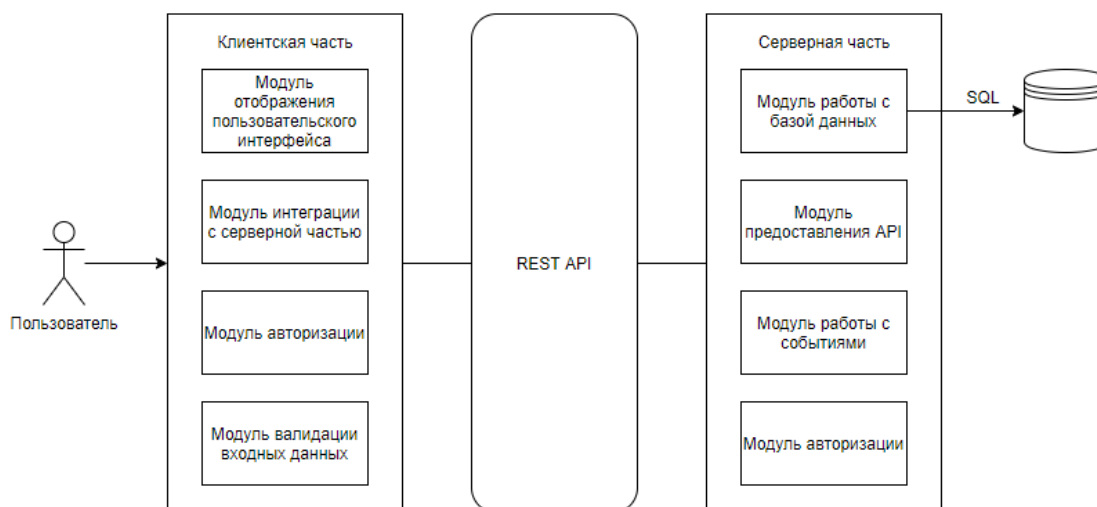 Пользователь
Клиентская часть
Модуль
отображения
пользовательского
интерфейса
Модуль интеграции
с серверной частью
Модуль авторизации
Модуль валидации
входных данных
REST API
Серверная часть
Модуль работы с
базой данных
Модуль
предоставления API
Модуль работы с
событиями
Модуль авторизации
SQL